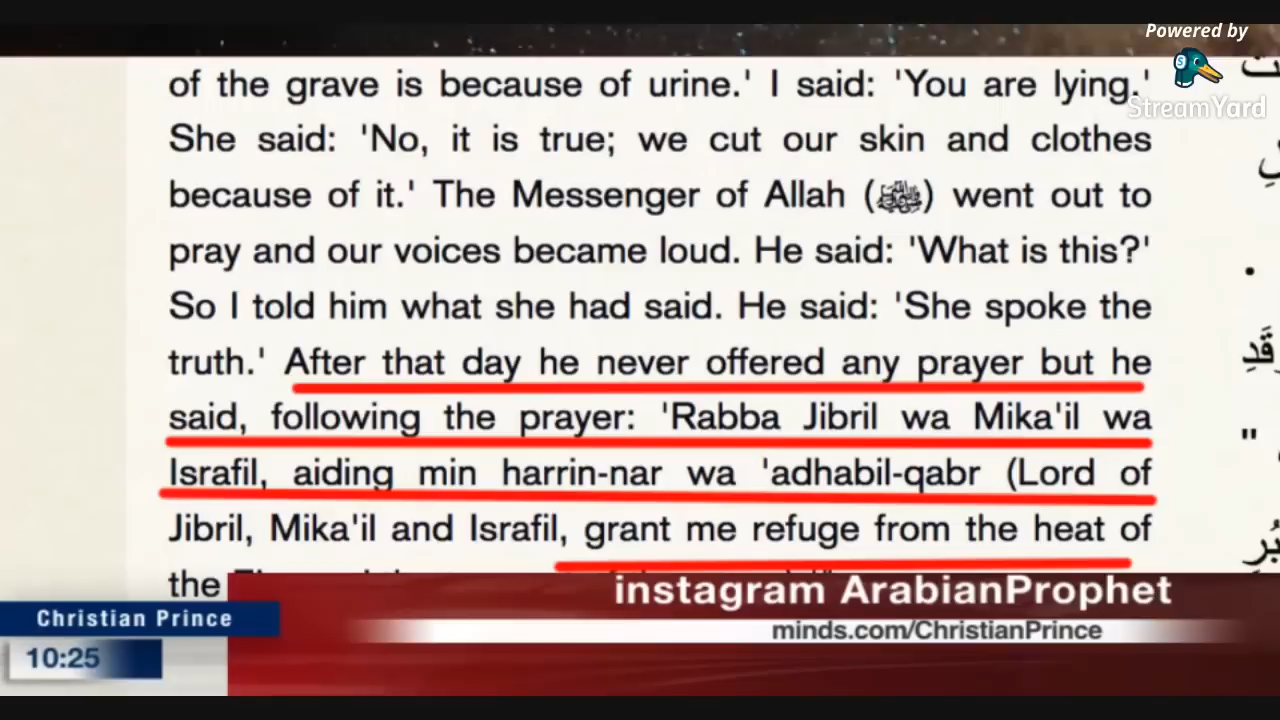 Powered by
StreamYard
of the grave is because of urine.' I said: 'You are lying.'
She said: 'No, it is true; we cut our skin and clothes
because of it.' The Messenger of Allah (ﷺ) went out to
pray and our voices became loud. He said: 'What is this?'
So I told him what she had said. He said: 'She spoke the
truth.' After that day he never offered any prayer but he
said, following the prayer: 'Rabba Jibril wa Mika'il wa
Israfil, aiding min harrin-nar wa 'adhabil-qabr (Lord of
Jibril, Mika'il and Israfil, grant me refuge from the heat of
the
instagram ArabianProphet
Christian Prince
minds.com/ChristianPrince
10:25